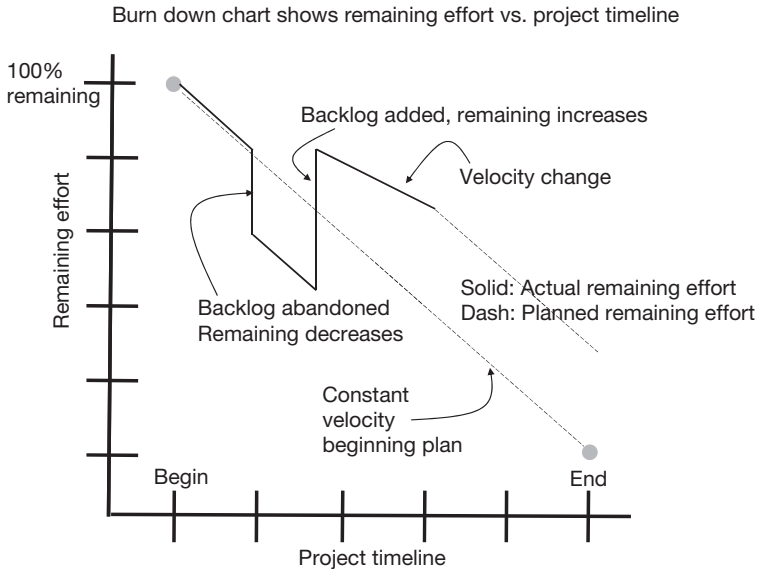 Burn down chart shows remaining effort vs. project timeline
100%
remaining
Backlog added, remaining increases
Velocity change
Remaining effort
Solid: Actual remaining effort
Dash: Planned remaining effort
Backlog abandoned
Remaining decreases
Constant
velocity
beginning plan
Begin
End
Project timeline